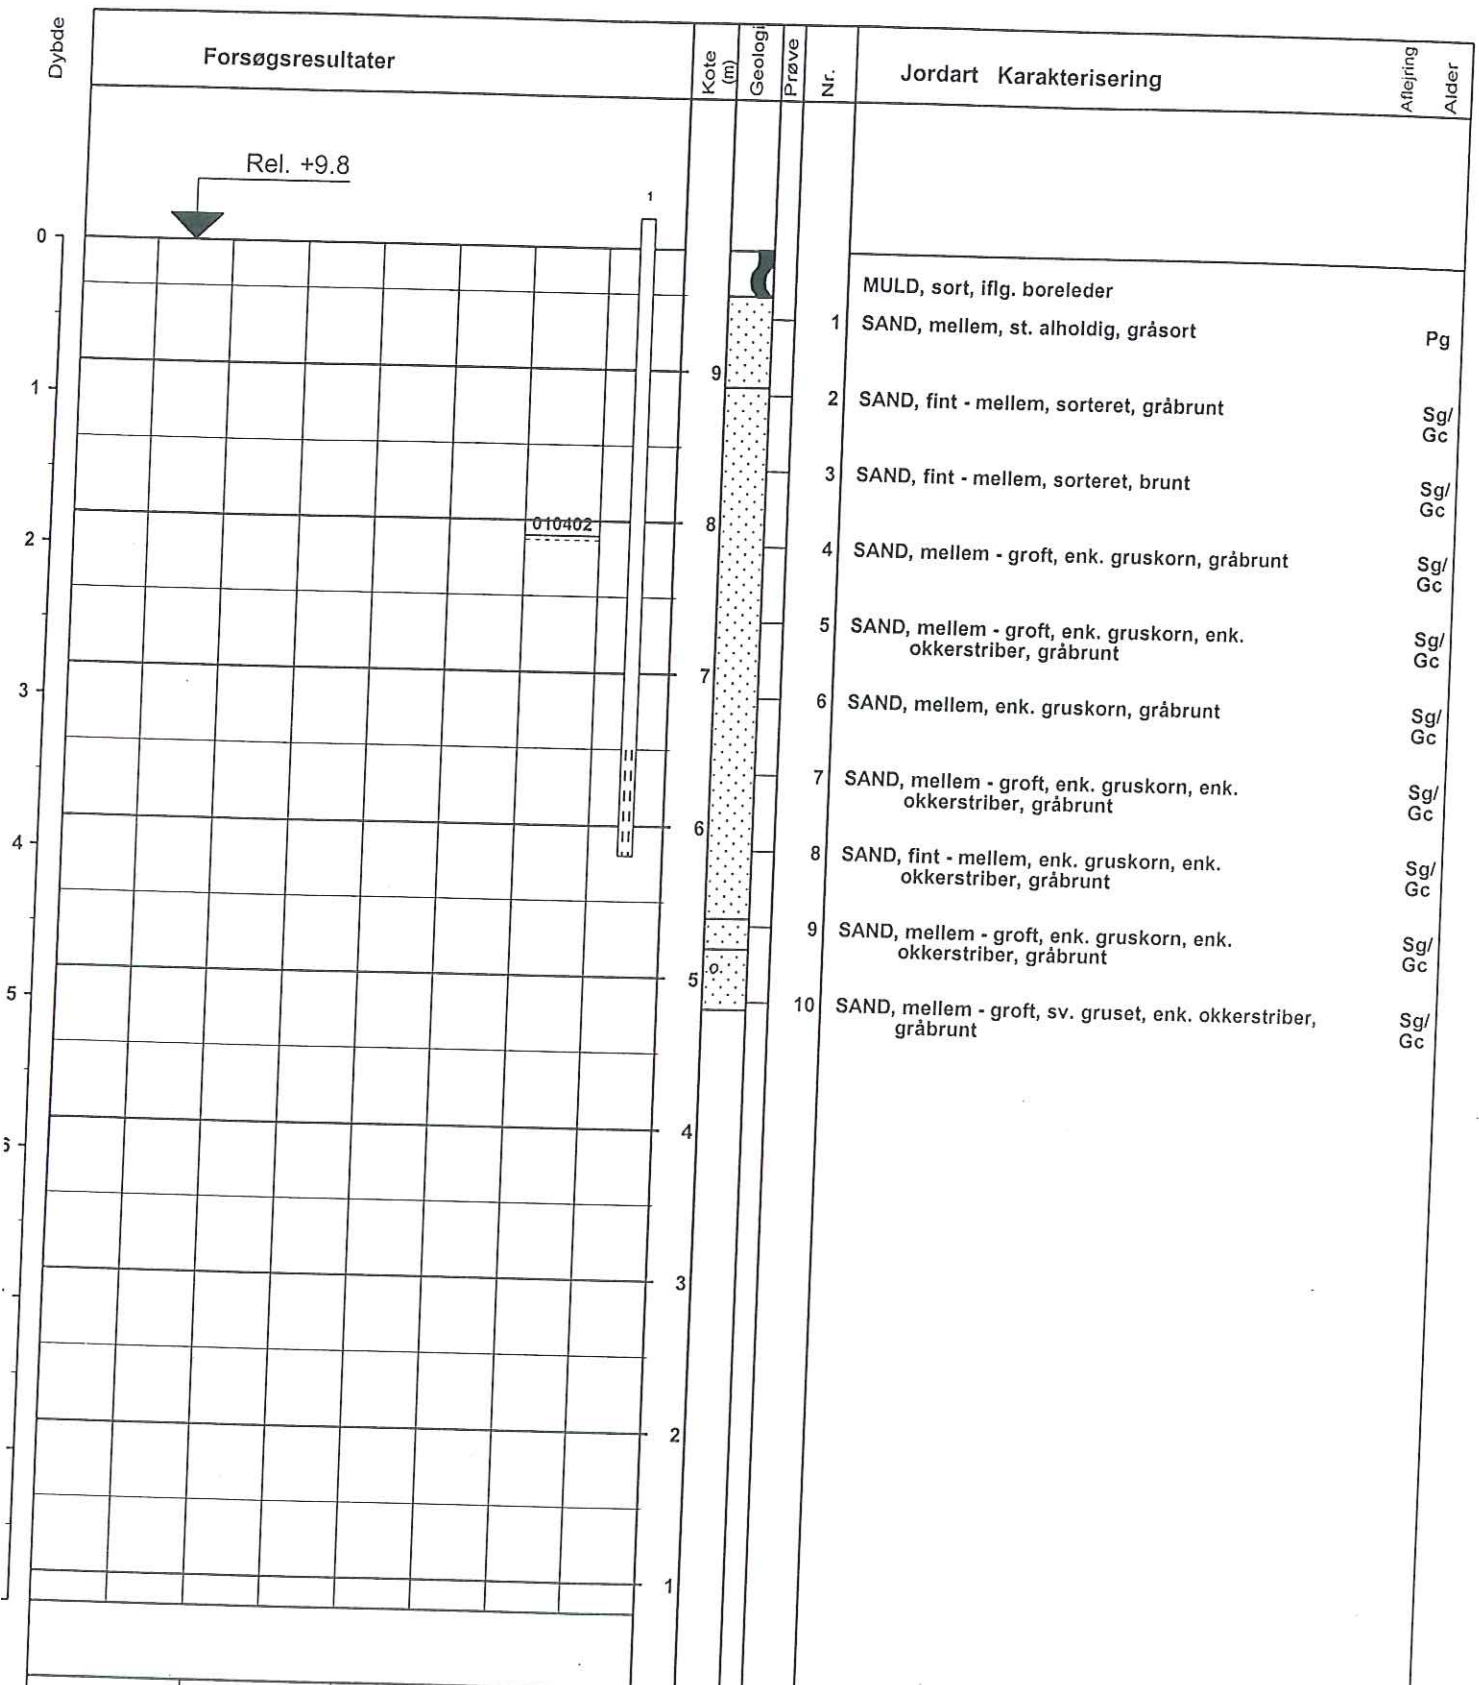 Dybde
Forsøgsresultater
Kote
(m)
Geologi
Prøve
Nr.
Jordart Karakterisering
Aflejring
Alder
Rel. +9.8
1
0
MULD, sort, iflg. boreleder
1 SAND, mellem, st. alholdig, gråsort Pg
9
1
2 SAND, fint - mellem, sorteret, gråbrunt Sg/
Gc
3 SAND, fint - mellem, sorteret, brunt Sg/
Gc
010402
8
2
4 SAND, mellem - groft, enk. gruskorn, gråbrunt Sg/
Gc
5 SAND, mellem - groft, enk. gruskorn, enk. Sg/
okkerstriber, gråbrunt Gc
7
3
6 SAND, mellem, enk. gruskorn, gråbrunt Sg/
Gc
7 SAND, mellem - groft, enk. gruskorn, enk. Sg/
okkerstriber, gråbrunt Gc
6
4
8 SAND, fint - mellem, enk. gruskorn, enk. Sg/
okkerstriber, gråbrunt Gc
9 SAND, mellem - groft, enk. gruskorn, enk. Sg/
okkerstriber, gråbrunt Gc
5
5
10 SAND, mellem - groft, sv. gruset, enk. okkerstriber, Sg/
gråbrunt Gc
4
3
2
1